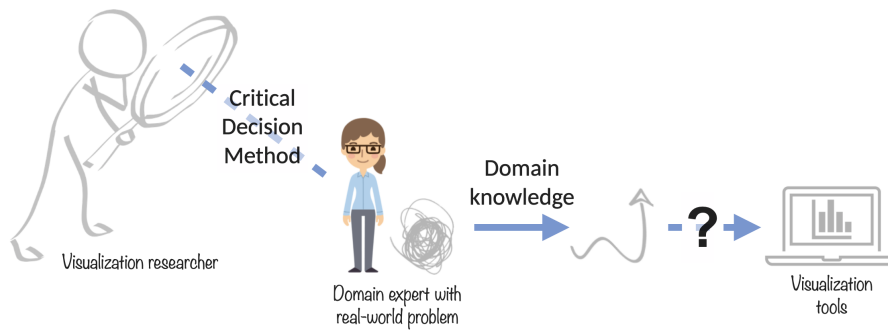 Critical
Decision
Method
Visualization researcher
Domain expert with
real-world problem
Domain
knowledge
?
Visualization
tools